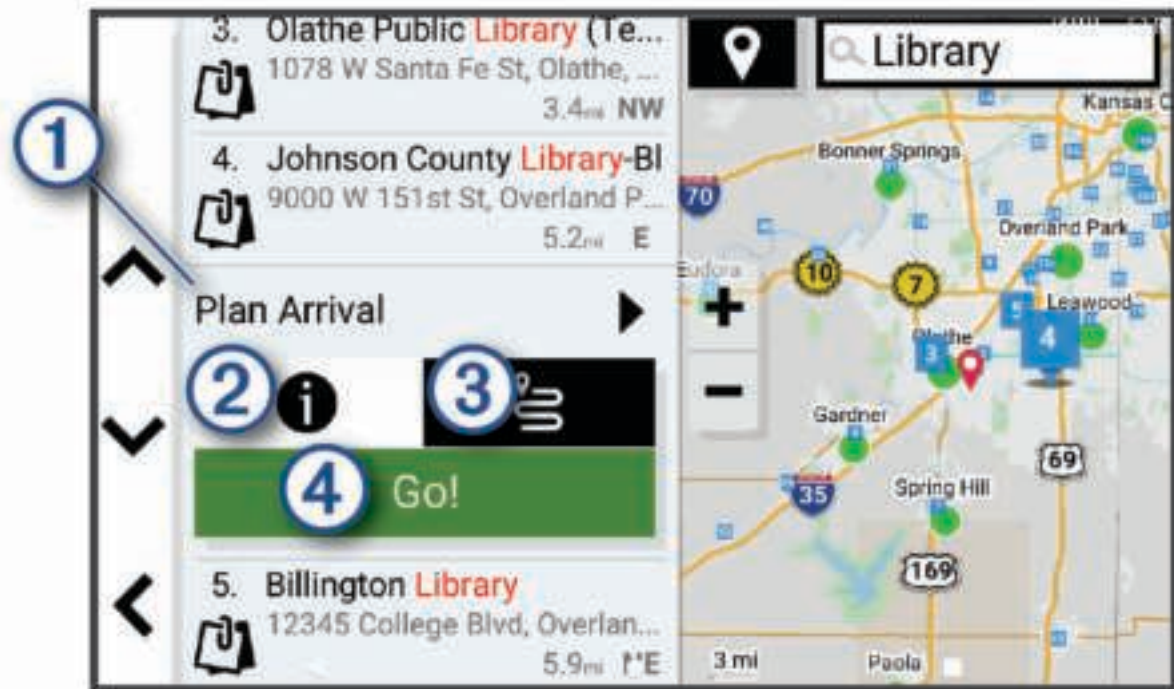 3. Olathe Public Library (Te...
1078 W Santa Fe St, Olathe, ...
3.4mi NW
4. Johnson County Library-Bl
9000 W 151st St, Overland P...
5.2mi E
1
Plan Arrival
2
3
4
Go!
5. Billington Library
12345 College Blvd, Overlan...
5.9mi E
Library
Kansas C
Bonner Springs
70
Overland Park
Eudora
10
7
Leawood
5
+
Olathe
3
4
−
Gardner
69
35
Spring Hill
169
3 mi
Paola